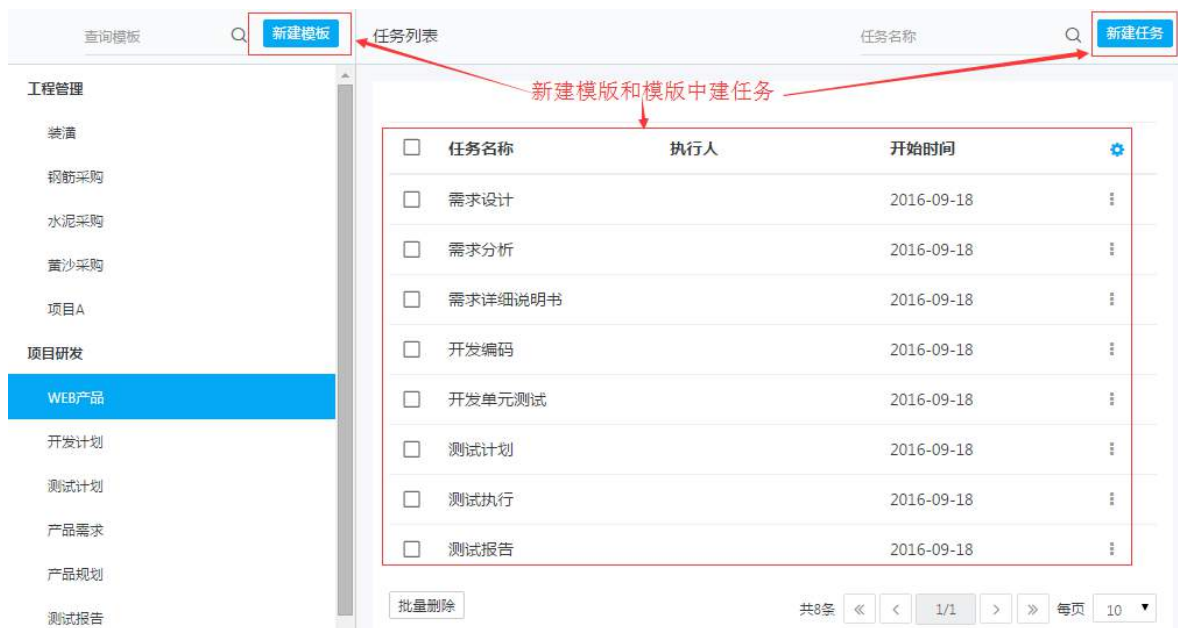 查询模板
新建模板
任务列表
任务名称
新建任务
新建模版和模版中建任务
工程管理
装潢
钢筋采购
水泥采购
黄沙采购
项目A
项目研发
WEB产品
开发计划
测试计划
产品需求
产品规划
测试报告
任务名称 执行人 开始时间
需求设计 2016-09-18
需求分析 2016-09-18
需求详细说明书 2016-09-18
开发编码 2016-09-18
开发单元测试 2016-09-18
测试计划 2016-09-18
测试执行 2016-09-18
测试报告 2016-09-18
批量删除 共8条 « < 1/1 > » 每页 10